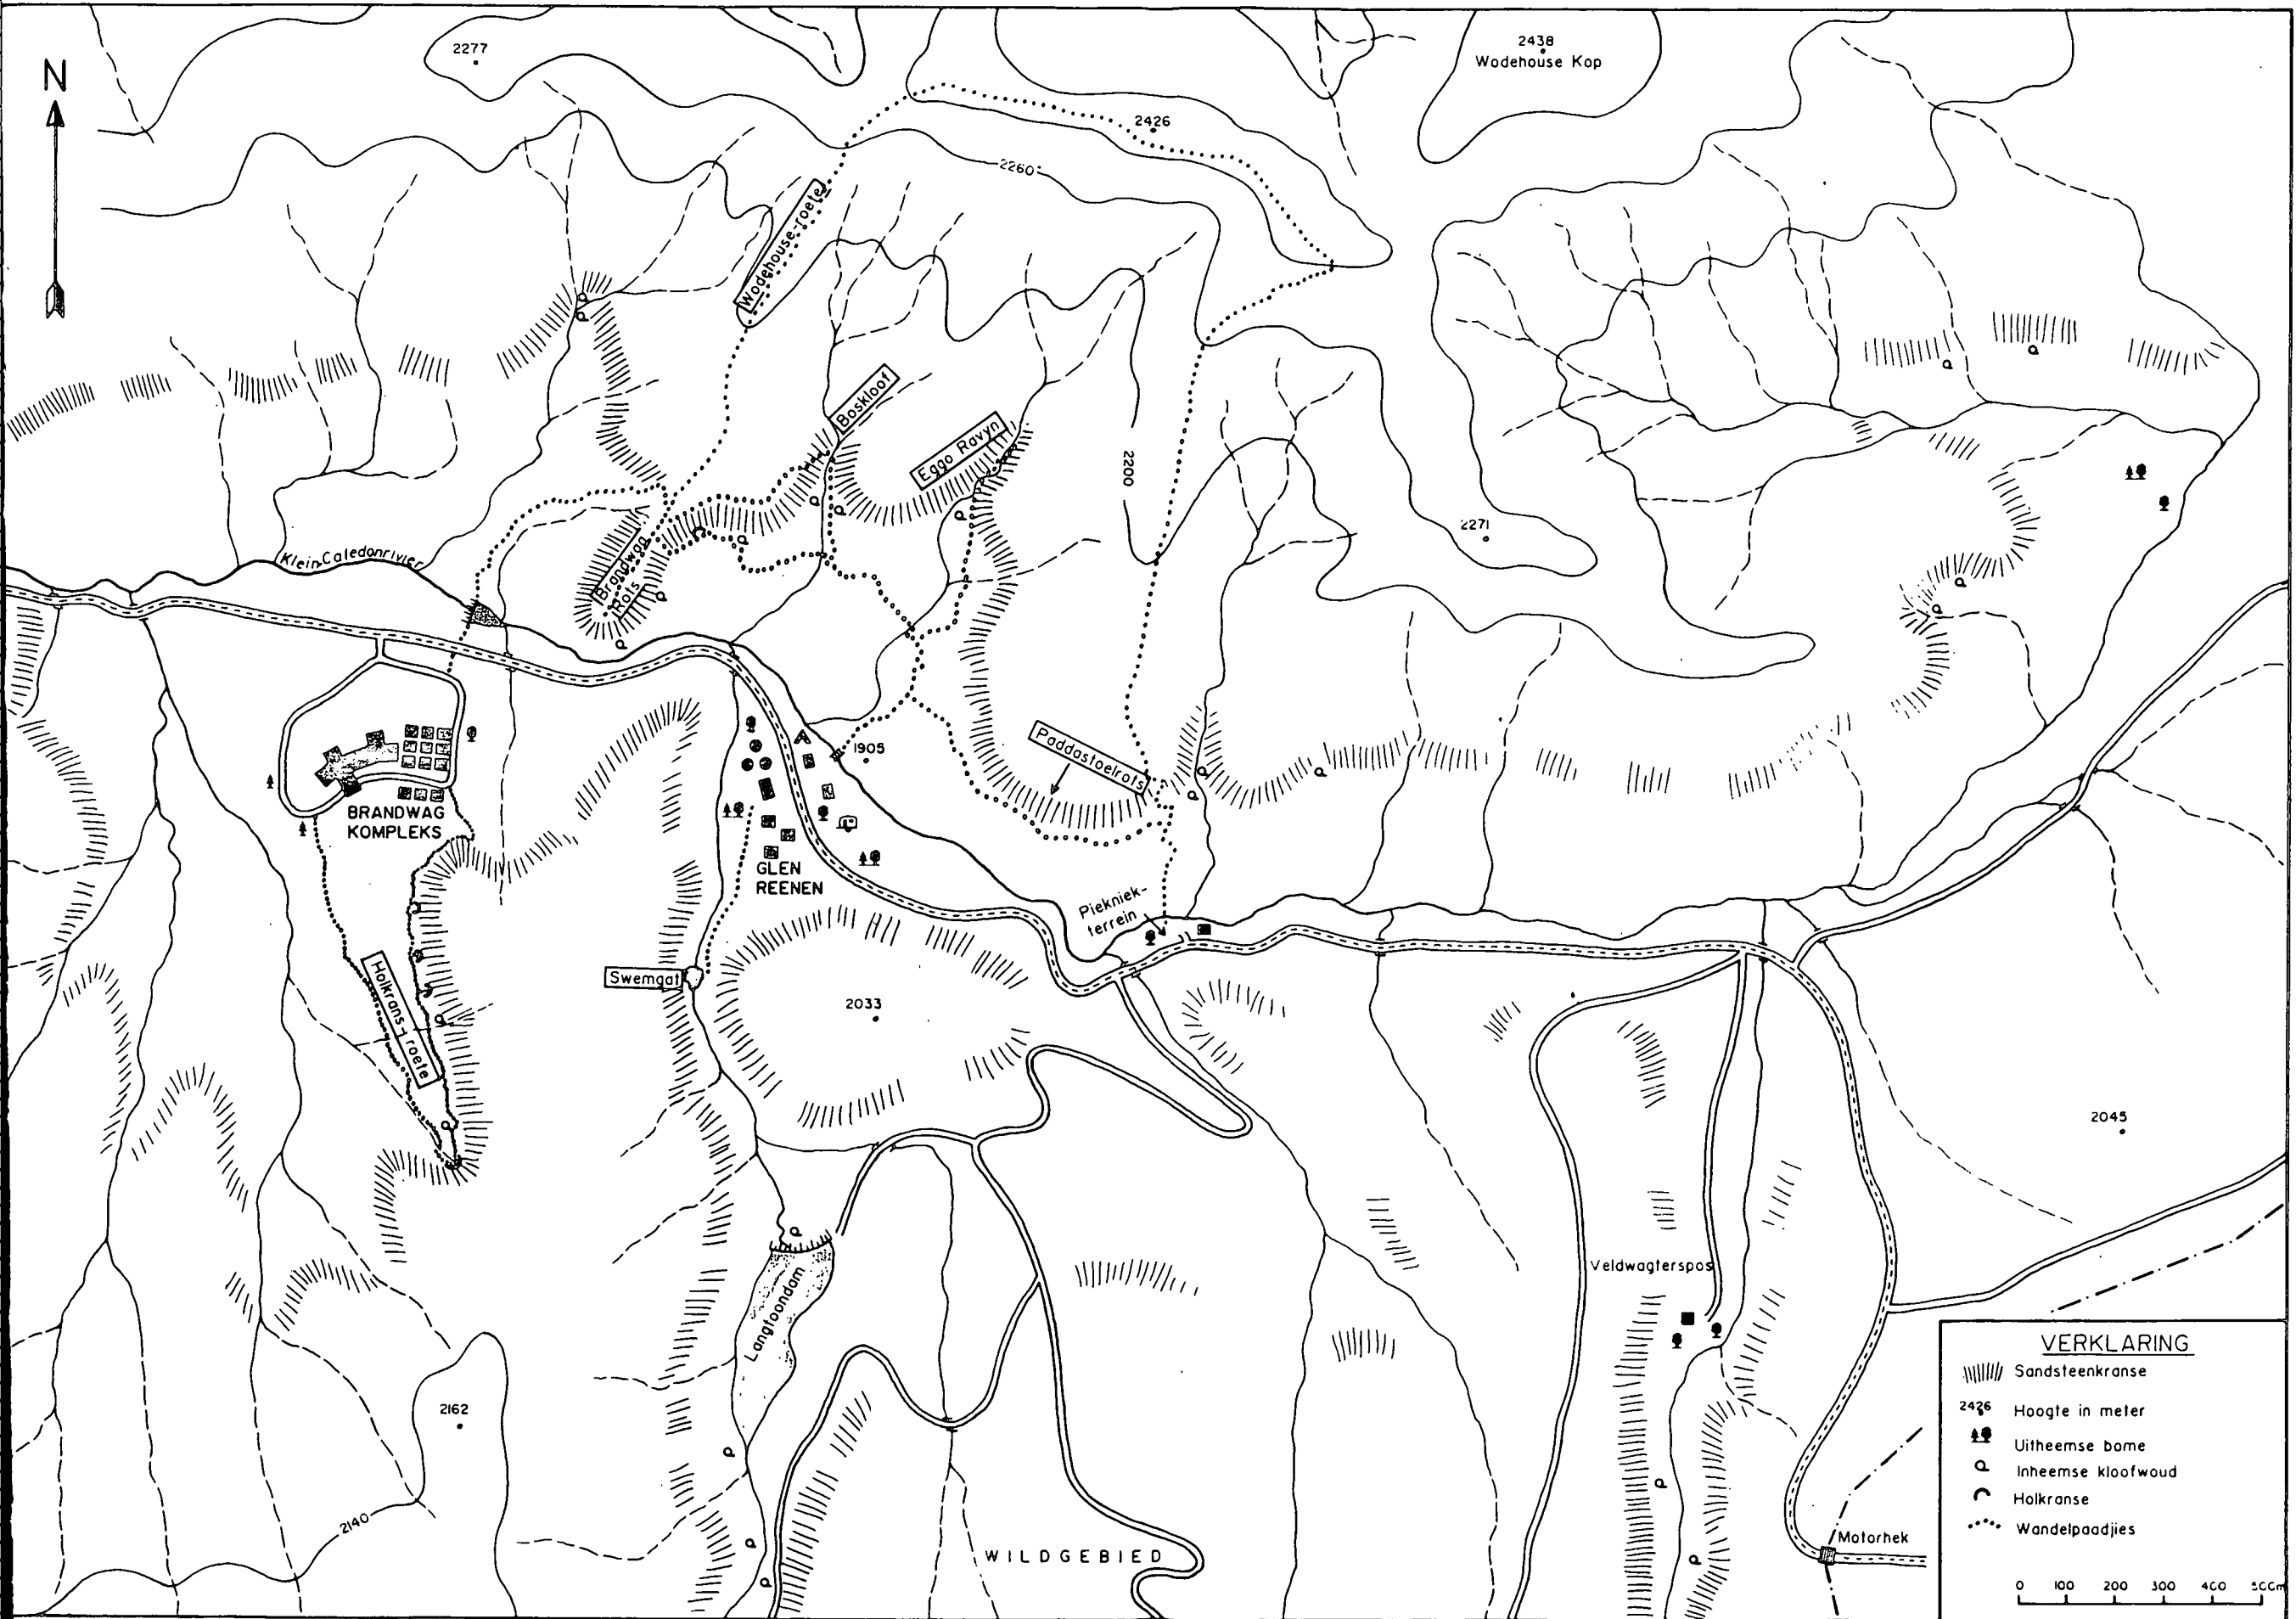 N
2277
2438
Wodehouse Kop
2426
2260
Wodehouse-roete
Boskloof
Eggo Ravyn
2200
2271
Klein-Caledonrivier
Brandwag
Rots
1905
Paddastoelrots
BRANDWAG
KOMPLEKS
GLEN
REENEN
Piekniek-
terrein
Swemgat
Holkrans-roete
2033
2045
Veldwagterspos
Langtoondam
2162
2140
WILDGEBIED
Motorhek
VERKLARING
Sandsteenkranse
2426 Hoogte in meter
Uitheemse bome
Inheemse kloofwoud
Holkranse
Wandelpaadjies
0 100 200 300 400 500m